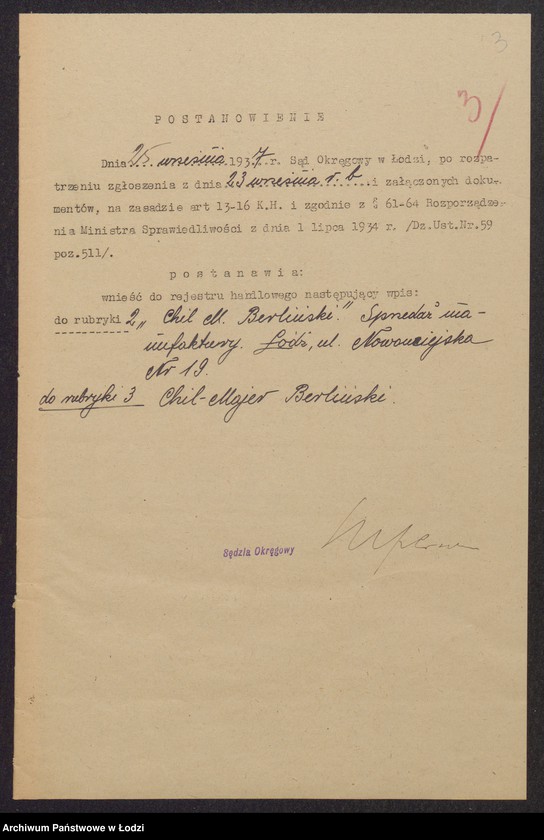 3
3/
POSTANOWIENIE
Dnia 25 września 1937 r. Sąd Okręgowy w Łodzi, po rozpa-
trzeniu zgłoszenia z dnia 23 września r. b. i załączonych doku-
mentów, na zasadzie art 13-16 K.H. i zgodnie z § 61-64 Rozporządze-
nia Ministra Sprawiedliwości z dnia 1 lipca 1934 r. /Dz.Ust.Nr.59
poz.511/.
postanawia:
wnieść do rejestru handlowego następujący wpis:
do rubryki 2 „Chil M. Berliński" Sprzedaż ma-
nufaktury. Łódź, ul. Nowomiejska
Nr 19.
do rubryki 3 Chil-Majer Berliński.
Sędzia Okręgowy
Archiwum Państwowe w Łodzi